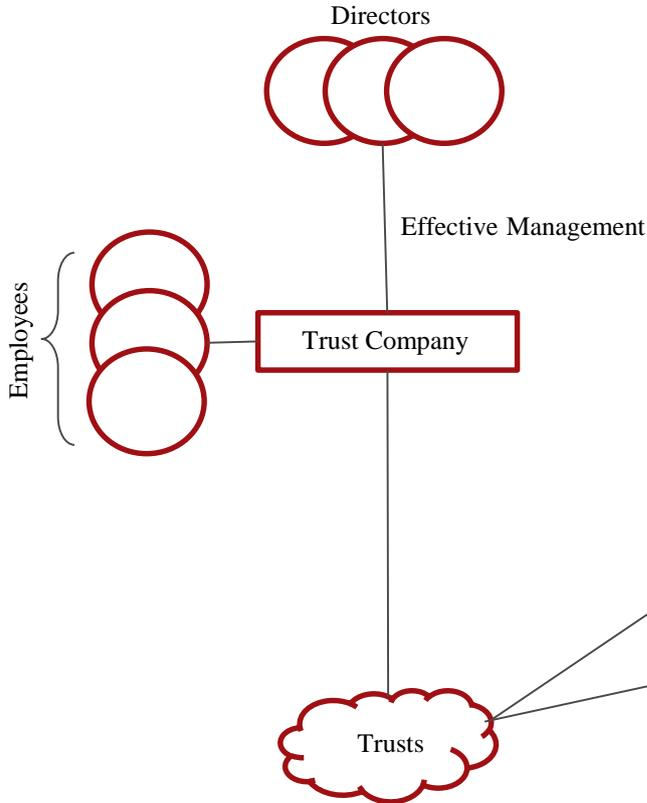 Directors
Effective Management
Employees
Trust Company
Trusts